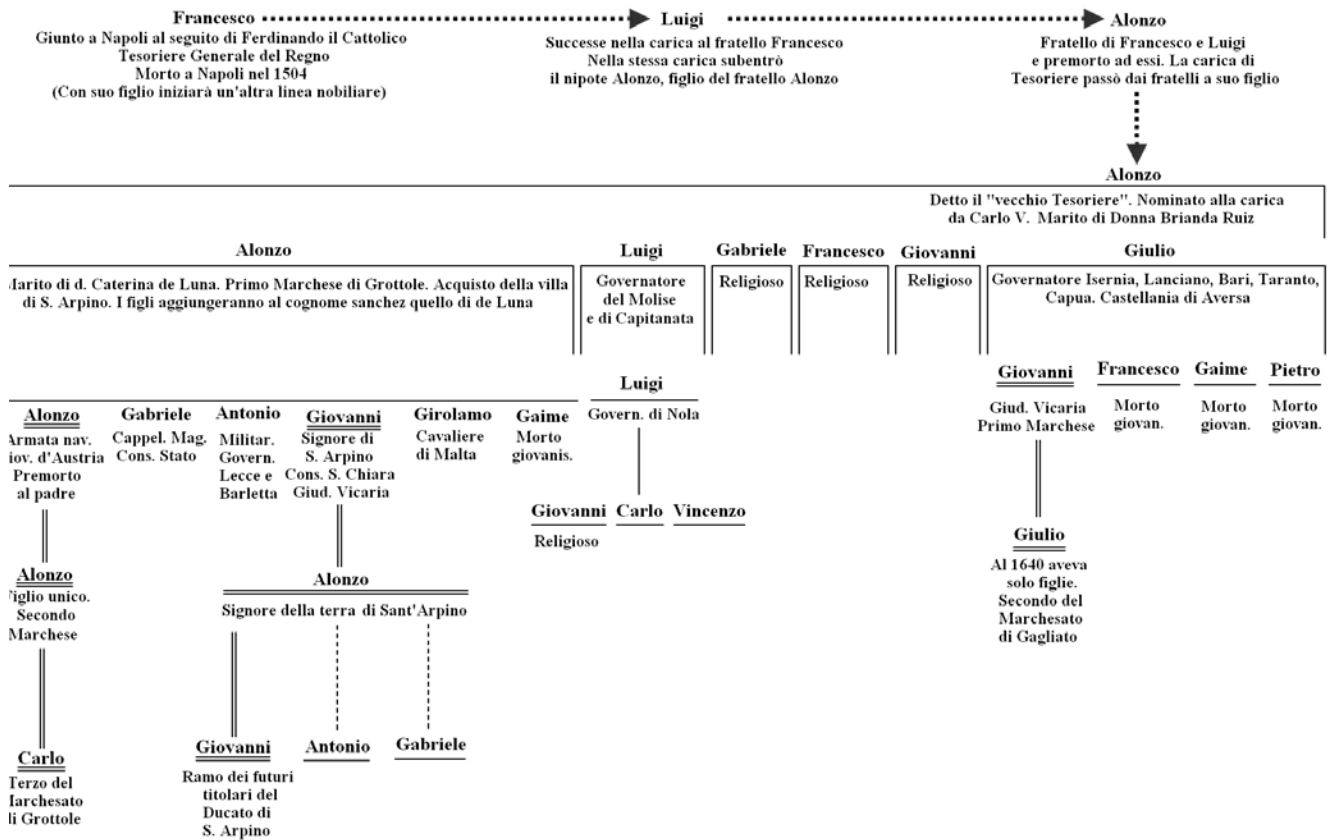 Francesco
Giunto a Napoli al seguito di Ferdinando il Cattolico
Tesoriere Generale del Regno
Morto a Napoli nel 1504
(Con suo figlio iniziarà un'altra linea nobiliare)
Luigi
Successe nella carica al fratello Francesco
Nella stessa carica subentrò
il nipote Alonzo, figlio del fratello Alonzo
Alonzo
Fratello di Francesco e Luigi
e premorto ad essi. La carica di
Tesoriere passò dai fratelli a suo figlio
Alonzo
Detto il "vecchio Tesoriere". Nominato alla carica
da Carlo V. Marito di Donna Brianda Ruiz
Alonzo
Marito di d. Caterina de Luna. Primo Marchese di Grottole. Acquisto della villa
di S. Arpino. I figli aggiungeranno al cognome sanchez quello di de Luna
Luigi
Governatore
del Molise
e di Capitanata
Gabriele
Religioso
Francesco
Religioso
Giovanni
Religioso
Giulio
Governatore Isernia, Lanciano, Bari, Taranto,
Capua. Castellania di Aversa
Alonzo
Armata nav.
iov. d'Austria
Premorto
al padre
Gabriele
Cappel. Mag.
Cons. Stato
Antonio
Militar.
Govern.
Lecce e
Barletta
Giovanni
Signore di
S. Arpino
Cons. S. Chiara
Giud. Vicaria
Girolamo
Cavaliere
di Malta
Gaime
Morto
giovanis.
Luigi
Govern. di Nola
Giovanni
Religioso
Carlo
Vincenzo
Giovanni
Giud. Vicaria
Primo Marchese
Francesco
Morto
giovan.
Gaime
Morto
giovan.
Pietro
Morto
giovan.
Giulio
Al 1640 aveva
solo figlie.
Secondo del
Marchesato
di Gagliato
Alonzo
Figlio unico.
Secondo
Marchese
Alonzo
Signore della terra di Sant'Arpino
Carlo
Terzo del
Marchesato
di Grottole
Giovanni
Ramo dei futuri
titolari del
Ducato di
S. Arpino
Antonio
Gabriele